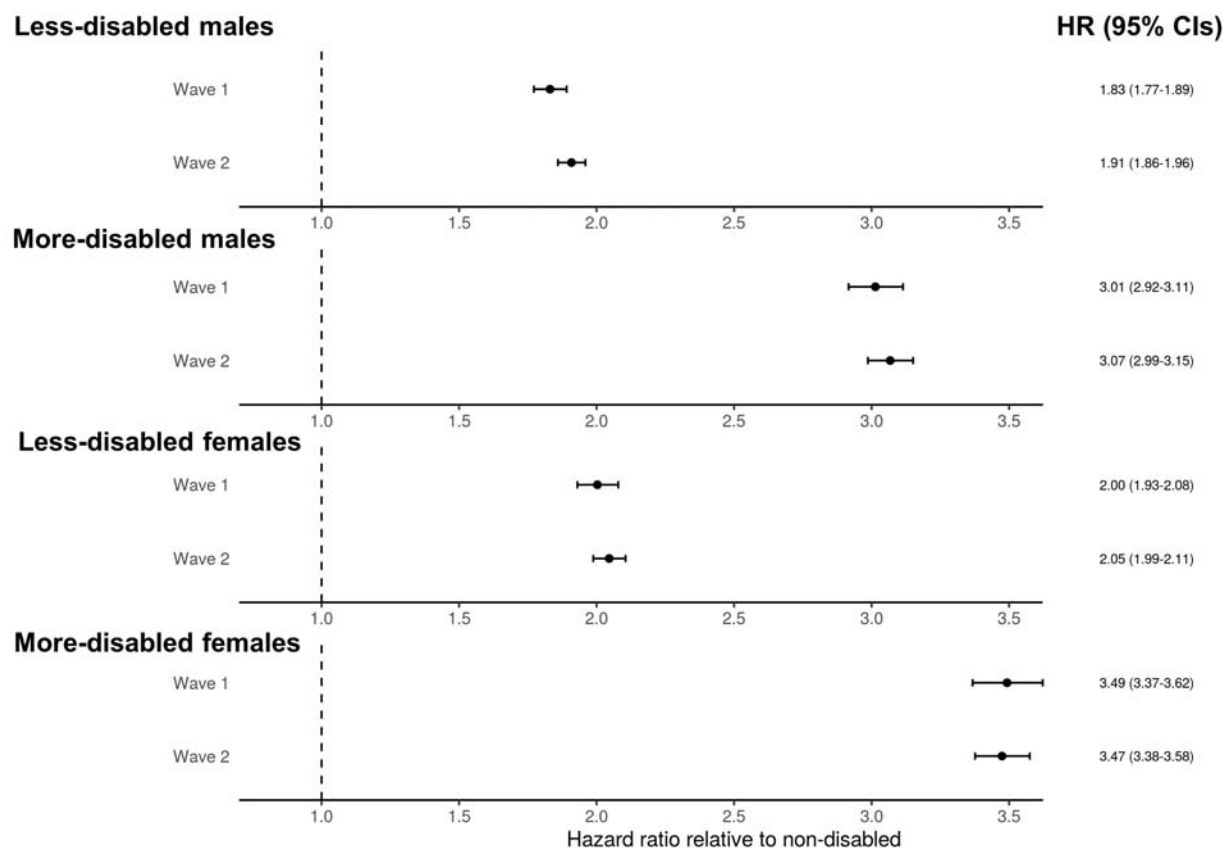 Less-disabled males HR (95% CIs)
Wave 1 1.83 (1.77-1.89)
Wave 2 1.91 (1.86-1.96)
1.0 1.5 2.0 2.5 3.0 3.5
More-disabled males
Wave 1 3.01 (2.92-3.11)
Wave 2 3.07 (2.99-3.15)
1.0 1.5 2.0 2.5 3.0 3.5
Less-disabled females
Wave 1 2.00 (1.93-2.08)
Wave 2 2.05 (1.99-2.11)
1.0 1.5 2.0 2.5 3.0 3.5
More-disabled females
Wave 1 3.49 (3.37-3.62)
Wave 2 3.47 (3.38-3.58)
1.0 1.5 2.0 2.5 3.0 3.5
Hazard ratio relative to non-disabled